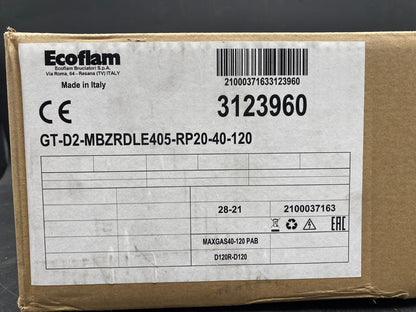 Ecoflam
Ecoflam Bruciatori S.p.A.
Via Roma, 64 - Resana (TV) ITALY
Made in Italy
21000371633123960
CE
3123960
GT-D2-MBZRDLE405-RP20-40-120
28-21
2100037163
EAC
MAXGAS40-120 PAB
D120R-D120